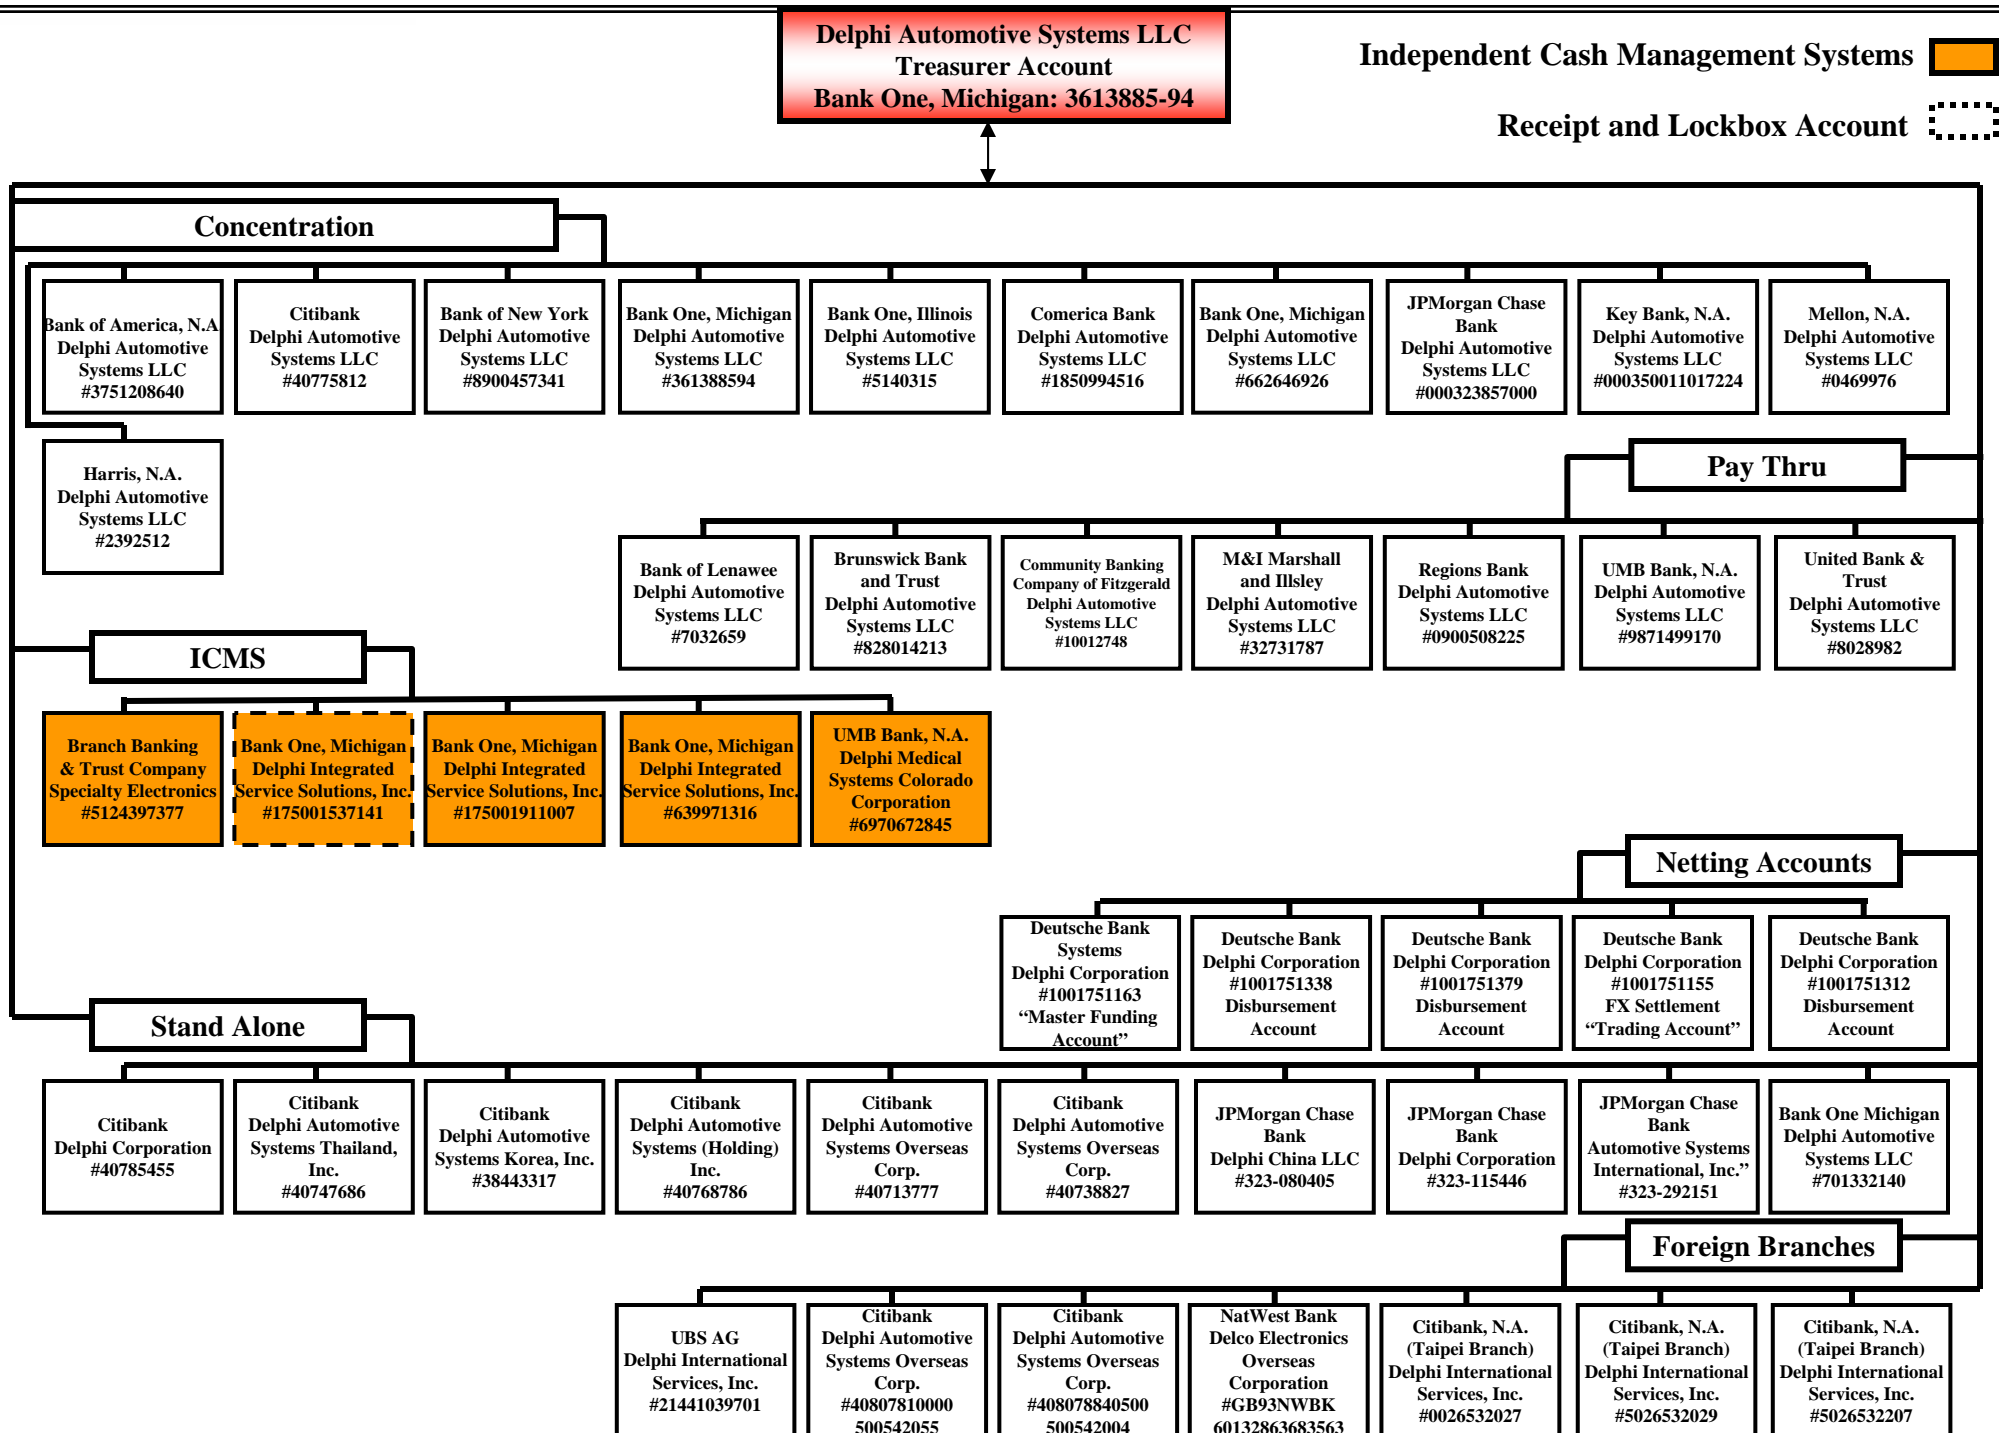 Delphi Automotive Systems LLC
Treasurer Account
Bank One, Michigan: 3613885-94
Independent Cash Management Systems
Receipt and Lockbox Account
Concentration
Bank of America, N.A
Delphi Automotive
Systems LLC
#3751208640
Citibank
Delphi Automotive
Systems LLC
#40775812
Bank of New York
Delphi Automotive
Systems LLC
#8900457341
Bank One, Michigan
Delphi Automotive
Systems LLC
#361388594
Bank One, Illinois
Delphi Automotive
Systems LLC
#5140315
Comerica Bank
Delphi Automotive
Systems LLC
#1850994516
Bank One, Michigan
Delphi Automotive
Systems LLC
#662646926
JPMorgan Chase
Bank
Delphi Automotive
Systems LLC
#000323857000
Key Bank, N.A.
Delphi Automotive
Systems LLC
#000350011017224
Mellon, N.A.
Delphi Automotive
Systems LLC
#0469976
Harris, N.A.
Delphi Automotive
Systems LLC
#2392512
Pay Thru
Bank of Lenawee
Delphi Automotive
Systems LLC
#7032659
Brunswick Bank
and Trust
Delphi Automotive
Systems LLC
#828014213
Community Banking
Company of Fitzgerald
Delphi Automotive
Systems LLC
#10012748
M&I Marshall
and Illsley
Delphi Automotive
Systems LLC
#32731787
Regions Bank
Delphi Automotive
Systems LLC
#0900508225
UMB Bank, N.A.
Delphi Automotive
Systems LLC
#9871499170
United Bank &
Trust
Delphi Automotive
Systems LLC
#8028982
ICMS
Branch Banking
& Trust Company
Specialty Electronics
#5124397377
Bank One, Michigan
Delphi Integrated
Service Solutions, Inc.
#175001537141
Bank One, Michigan
Delphi Integrated
Service Solutions, Inc.
#175001911007
Bank One, Michigan
Delphi Integrated
Service Solutions, Inc.
#639971316
UMB Bank, N.A.
Delphi Medical
Systems Colorado
Corporation
#6970672845
Netting Accounts
Deutsche Bank
Systems
Delphi Corporation
#1001751163
“Master Funding
Account”
Deutsche Bank
Delphi Corporation
#1001751338
Disbursement
Account
Deutsche Bank
Delphi Corporation
#1001751379
Disbursement
Account
Deutsche Bank
Delphi Corporation
#1001751155
FX Settlement
“Trading Account”
Deutsche Bank
Delphi Corporation
#1001751312
Disbursement
Account
Stand Alone
Citibank
Delphi Corporation
#40785455
Citibank
Delphi Automotive
Systems Thailand,
Inc.
#40747686
Citibank
Delphi Automotive
Systems Korea, Inc.
#38443317
Citibank
Delphi Automotive
Systems (Holding)
Inc.
#40768786
Citibank
Delphi Automotive
Systems Overseas
Corp.
#40713777
Citibank
Delphi Automotive
Systems Overseas
Corp.
#40738827
JPMorgan Chase
Bank
Delphi China LLC
#323-080405
JPMorgan Chase
Bank
Delphi Corporation
#323-115446
JPMorgan Chase
Bank
Automotive Systems
International, Inc.”
#323-292151
Bank One Michigan
Delphi Automotive
Systems LLC
#701332140
Foreign Branches
UBS AG
Delphi International
Services, Inc.
#21441039701
Citibank
Delphi Automotive
Systems Overseas
Corp.
#40807810000
500542055
Citibank
Delphi Automotive
Systems Overseas
Corp.
#408078840500
500542004
NatWest Bank
Delco Electronics
Overseas
Corporation
#GB93NWBK
60132863683563
Citibank, N.A.
(Taipei Branch)
Delphi International
Services, Inc.
#0026532027
Citibank, N.A.
(Taipei Branch)
Delphi International
Services, Inc.
#5026532029
Citibank, N.A.
(Taipei Branch)
Delphi International
Services, Inc.
#5026532207